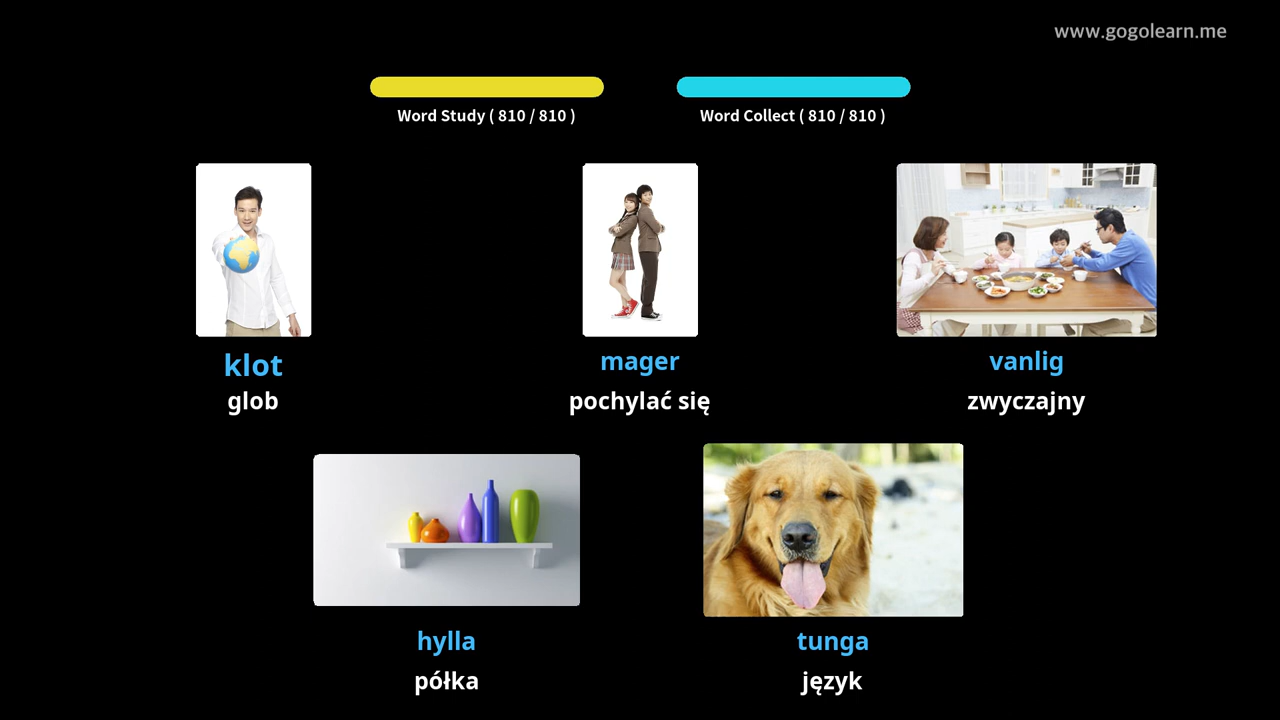 www.gogolearn.me
Word Study ( 810 / 810 )
Word Collect ( 810 / 810 )
klot
glob
mager
pochylać się
vanlig
zwyczajny
hylla
półka
tunga
język